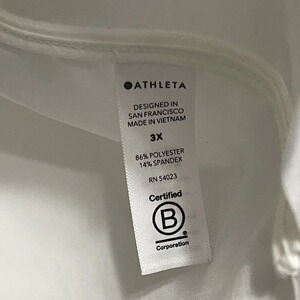 ATHLETA
DESIGNED IN
SAN FRANCISCO
MADE IN VIETNAM
3X
86% POLYESTER
14% SPANDEX
RN 54023
Certified
B
Corporation